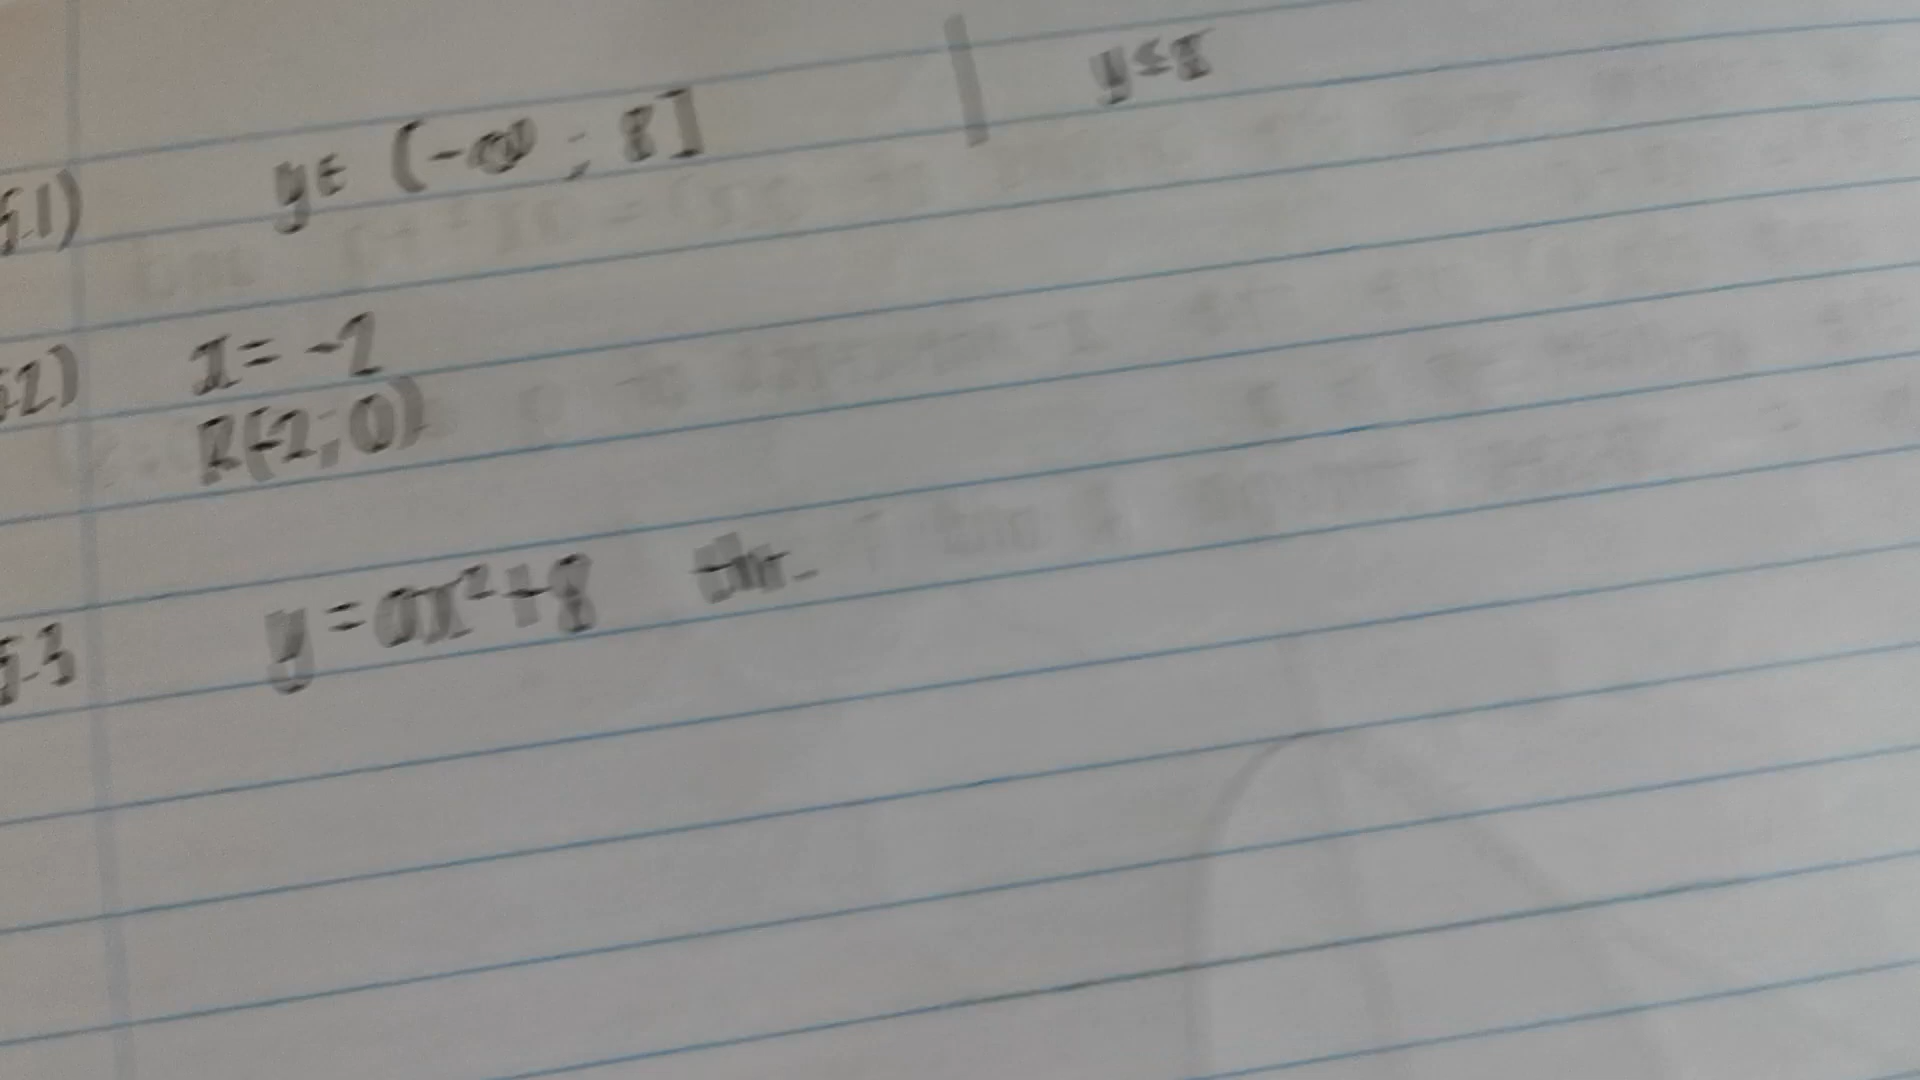 5.1) y∈ (-∞ ; 8] | y≤8
5.2) x = -2
R(-2;0)
5.3 y = ax²+8